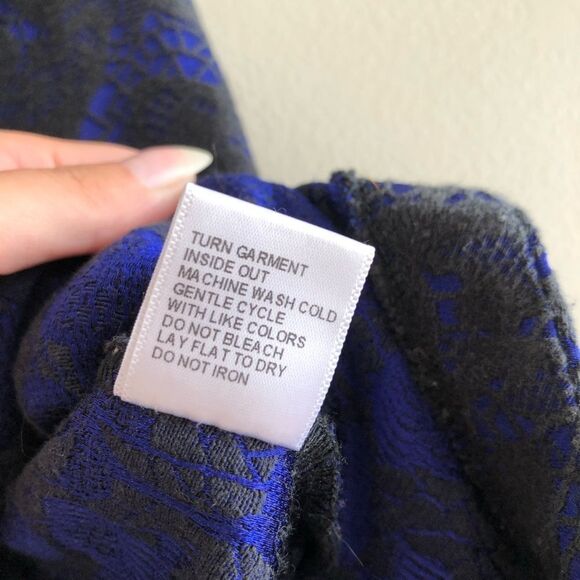 TURN GARMENT
INSIDE OUT
MACHINE WASH COLD
GENTLE CYCLE
WITH LIKE COLORS
DO NOT BLEACH
LAY FLAT TO DRY
DO NOT IRON